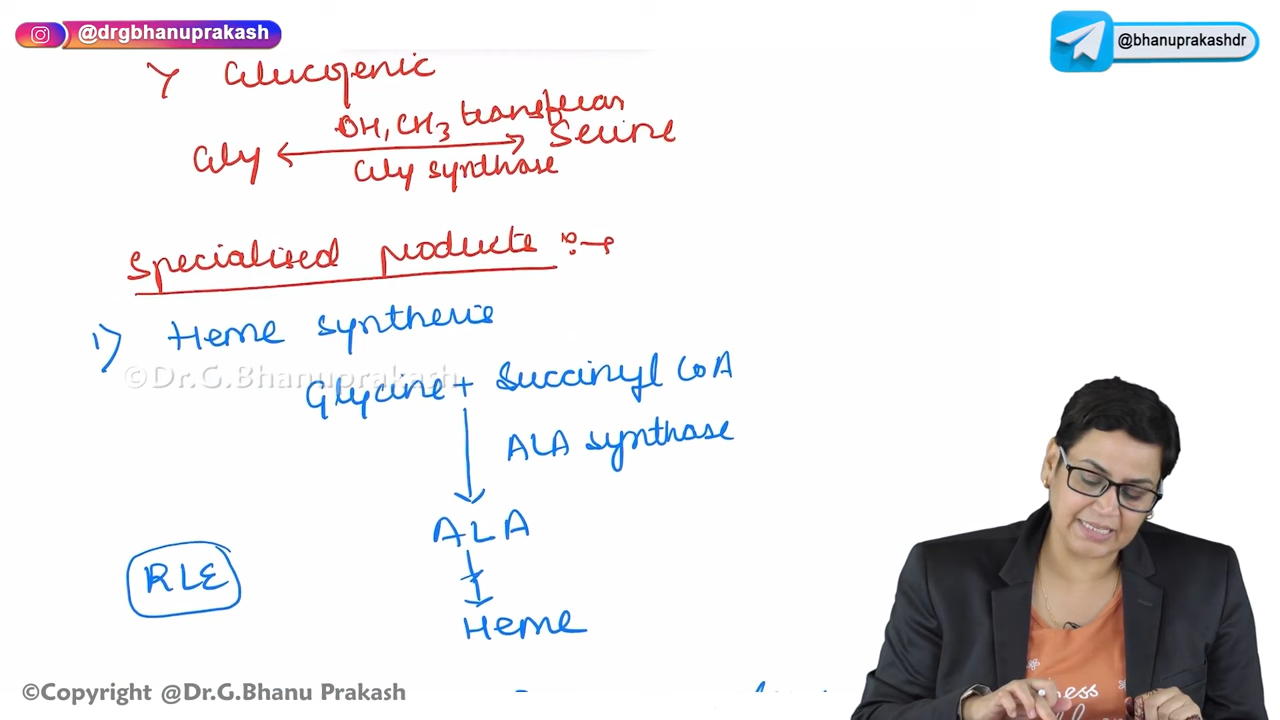 @drgbhanuprakash
@bhanuprakashdr
Glucogenic
OH, CH3 transferase
Gly Serine
Gly synthase
Specialised products :→
1) Heme synthesis
©Dr.G.Bhanuprakash
Glycine + Succinyl CoA
ALA synthase
ALA
RLE
Heme
©Copyright @Dr.G.Bhanu Prakash